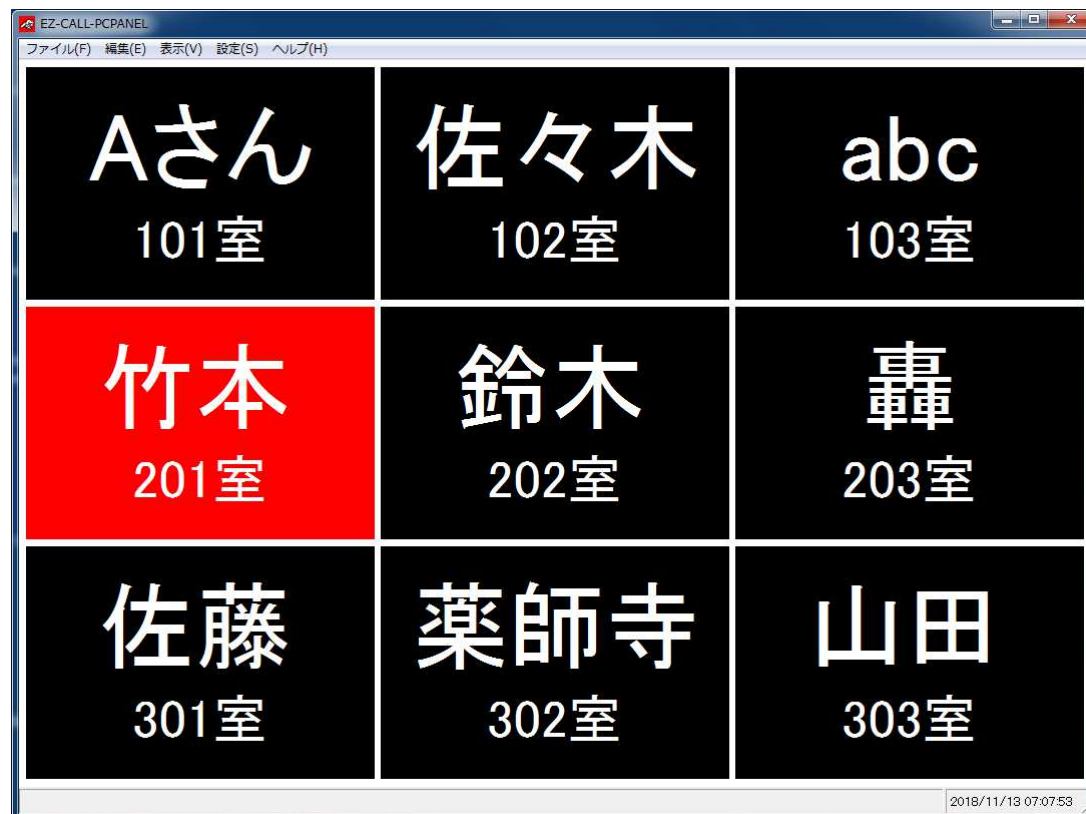 EZ-CALL-PCPANEL
ファイル(F) 編集(E) 表示(V) 設定(S) ヘルプ(H)
Aさん 佐々木 abc
101室 102室 103室
竹本 鈴木 轟
201室 202室 203室
佐藤 薬師寺 山田
301室 302室 303室
2018/11/13 07:07:53